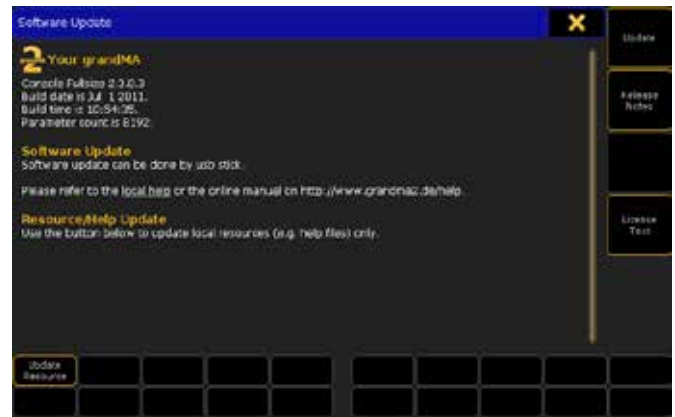 Software Update
2 Your grandMA
Console Fullsize 2.3.0.3
Build date is Jul 1 2011.
Build time is 10:54:35.
Parameter count is 8192.
Software Update
Software update can be done by usb stick.
Please refer to the local help or the online manual on http://www.grandma2.de/help.
Resource/Help Update
Use the button below to update local resources (e.g. help files) only.
Update
Release
Notes
License
Text
Update
Resource